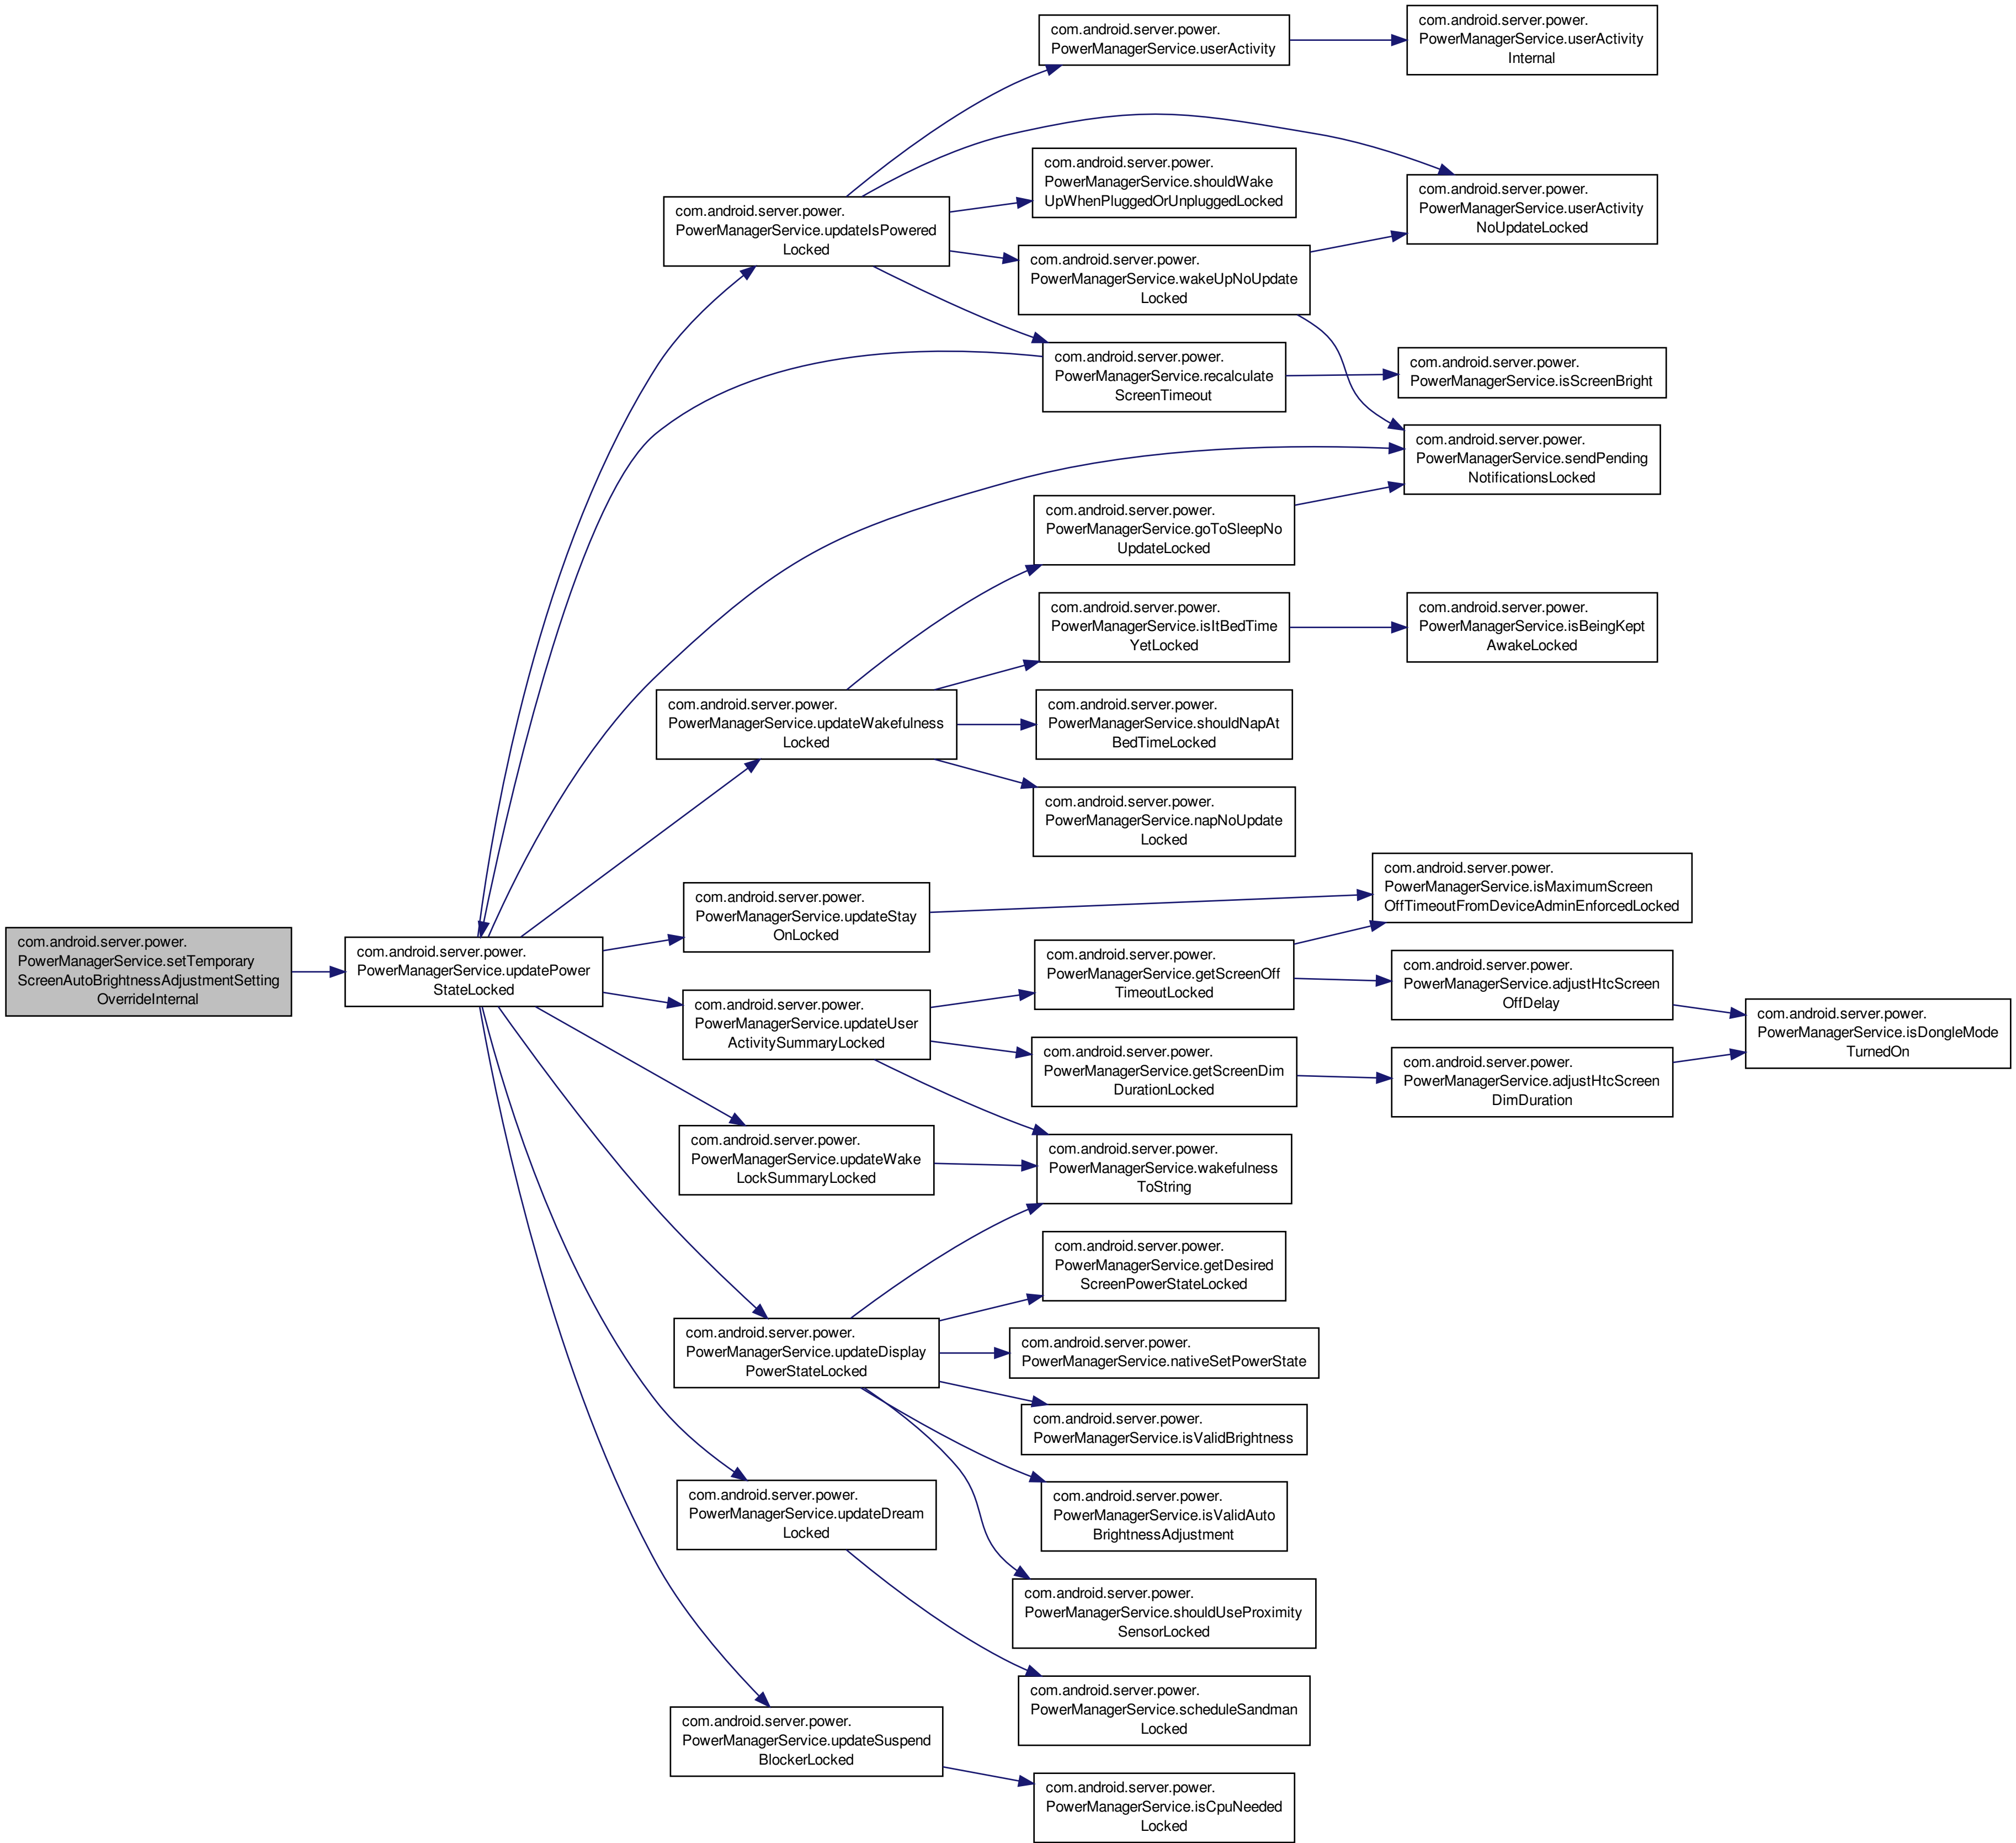 com.android.server.power.
PowerManagerService.setTemporary
ScreenAutoBrightnessAdjustmentSetting
OverrideInternal
com.android.server.power.
PowerManagerService.updatePower
StateLocked
com.android.server.power.
PowerManagerService.updateIsPowered
Locked
com.android.server.power.
PowerManagerService.updateWakefulness
Locked
com.android.server.power.
PowerManagerService.updateStay
OnLocked
com.android.server.power.
PowerManagerService.updateUser
ActivitySummaryLocked
com.android.server.power.
PowerManagerService.updateWake
LockSummaryLocked
com.android.server.power.
PowerManagerService.updateDisplay
PowerStateLocked
com.android.server.power.
PowerManagerService.updateDream
Locked
com.android.server.power.
PowerManagerService.updateSuspend
BlockerLocked
com.android.server.power.
PowerManagerService.userActivity
com.android.server.power.
PowerManagerService.shouldWake
UpWhenPluggedOrUnpluggedLocked
com.android.server.power.
PowerManagerService.wakeUpNoUpdate
Locked
com.android.server.power.
PowerManagerService.recalculate
ScreenTimeout
com.android.server.power.
PowerManagerService.goToSleepNo
UpdateLocked
com.android.server.power.
PowerManagerService.isItBedTime
YetLocked
com.android.server.power.
PowerManagerService.shouldNapAt
BedTimeLocked
com.android.server.power.
PowerManagerService.napNoUpdate
Locked
com.android.server.power.
PowerManagerService.getScreenOff
TimeoutLocked
com.android.server.power.
PowerManagerService.getScreenDim
DurationLocked
com.android.server.power.
PowerManagerService.wakefulness
ToString
com.android.server.power.
PowerManagerService.getDesired
ScreenPowerStateLocked
com.android.server.power.
PowerManagerService.nativeSetPowerState
com.android.server.power.
PowerManagerService.isValidBrightness
com.android.server.power.
PowerManagerService.isValidAuto
BrightnessAdjustment
com.android.server.power.
PowerManagerService.shouldUseProximity
SensorLocked
com.android.server.power.
PowerManagerService.scheduleSandman
Locked
com.android.server.power.
PowerManagerService.isCpuNeeded
Locked
com.android.server.power.
PowerManagerService.userActivity
Internal
com.android.server.power.
PowerManagerService.userActivity
NoUpdateLocked
com.android.server.power.
PowerManagerService.isScreenBright
com.android.server.power.
PowerManagerService.sendPending
NotificationsLocked
com.android.server.power.
PowerManagerService.isBeingKept
AwakeLocked
com.android.server.power.
PowerManagerService.isMaximumScreen
OffTimeoutFromDeviceAdminEnforcedLocked
com.android.server.power.
PowerManagerService.adjustHtcScreen
OffDelay
com.android.server.power.
PowerManagerService.adjustHtcScreen
DimDuration
com.android.server.power.
PowerManagerService.isDongleMode
TurnedOn